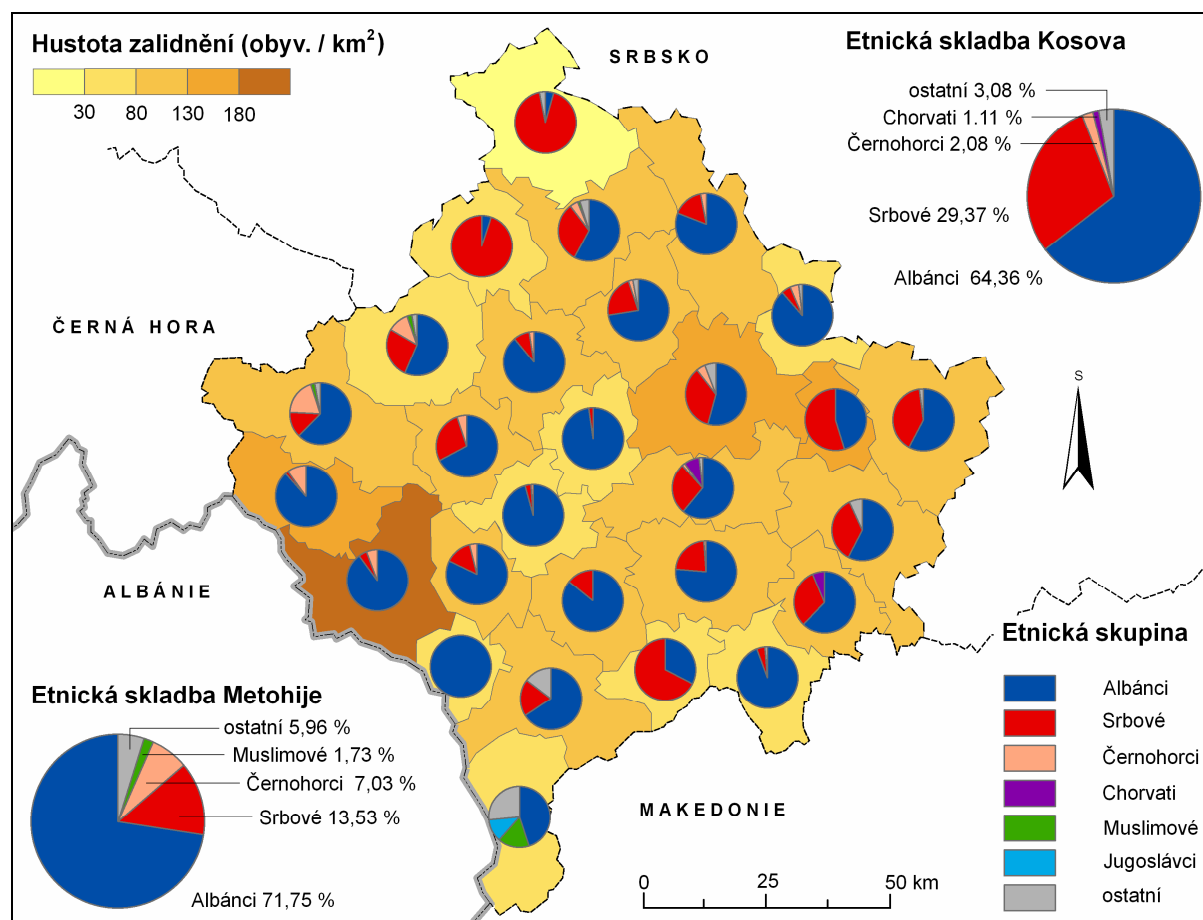 Hustota zalidnění (obyv. / km²)
30 80 130 180
SRBSKO
Etnická skladba Kosova
ostatní 3,08 %
Chorvati 1.11 %
Černohorci 2,08 %
Srbové 29,37 %
Albánci 64,36 %
ČERNÁ HORA
S
ALBÁNIE
Etnická skladba Metohije
ostatní 5,96 %
Muslimové 1,73 %
Černohorci 7,03 %
Srbové 13,53 %
Albánci 71,75 %
MAKEDONIE
0 25 50 km
Etnická skupina
Albánci
Srbové
Černohorci
Chorvati
Muslimové
Jugoslávci
ostatní